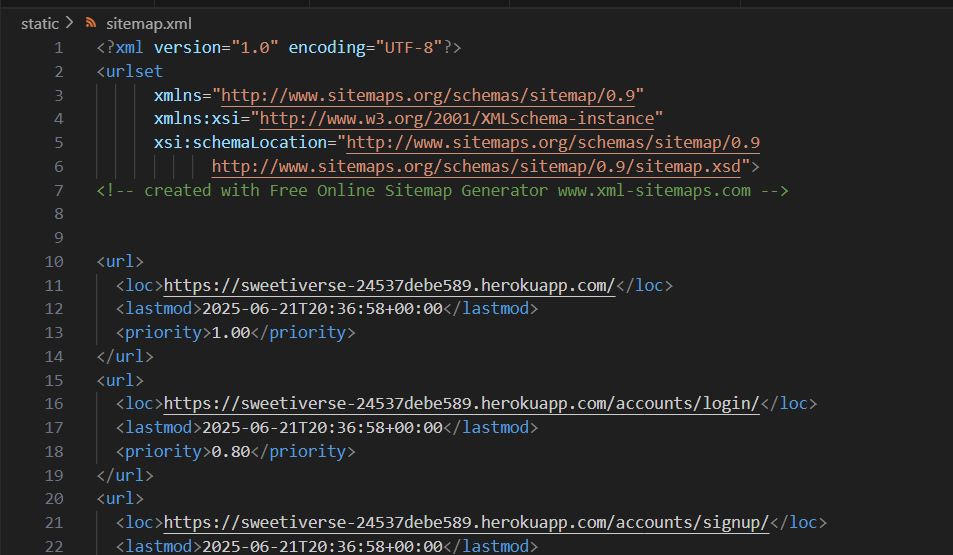 static > sitemap.xml
1 <?xml version="1.0" encoding="UTF-8"?>
2 <urlset
3 xmlns="http://www.sitemaps.org/schemas/sitemap/0.9"
4 xmlns:xsi="http://www.w3.org/2001/XMLSchema-instance"
5 xsi:schemaLocation="http://www.sitemaps.org/schemas/sitemap/0.9
6 http://www.sitemaps.org/schemas/sitemap/0.9/sitemap.xsd">
7 <!-- created with Free Online Sitemap Generator www.xml-sitemaps.com -->
8
9
10 <url>
11 <loc>https://sweetiverse-24537debe589.herokuapp.com/</loc>
12 <lastmod>2025-06-21T20:36:58+00:00</lastmod>
13 <priority>1.00</priority>
14 </url>
15 <url>
16 <loc>https://sweetiverse-24537debe589.herokuapp.com/accounts/login/</loc>
17 <lastmod>2025-06-21T20:36:58+00:00</lastmod>
18 <priority>0.80</priority>
19 </url>
20 <url>
21 <loc>https://sweetiverse-24537debe589.herokuapp.com/accounts/signup/</loc>
22 <lastmod>2025-06-21T20:36:58+00:00</lastmod>